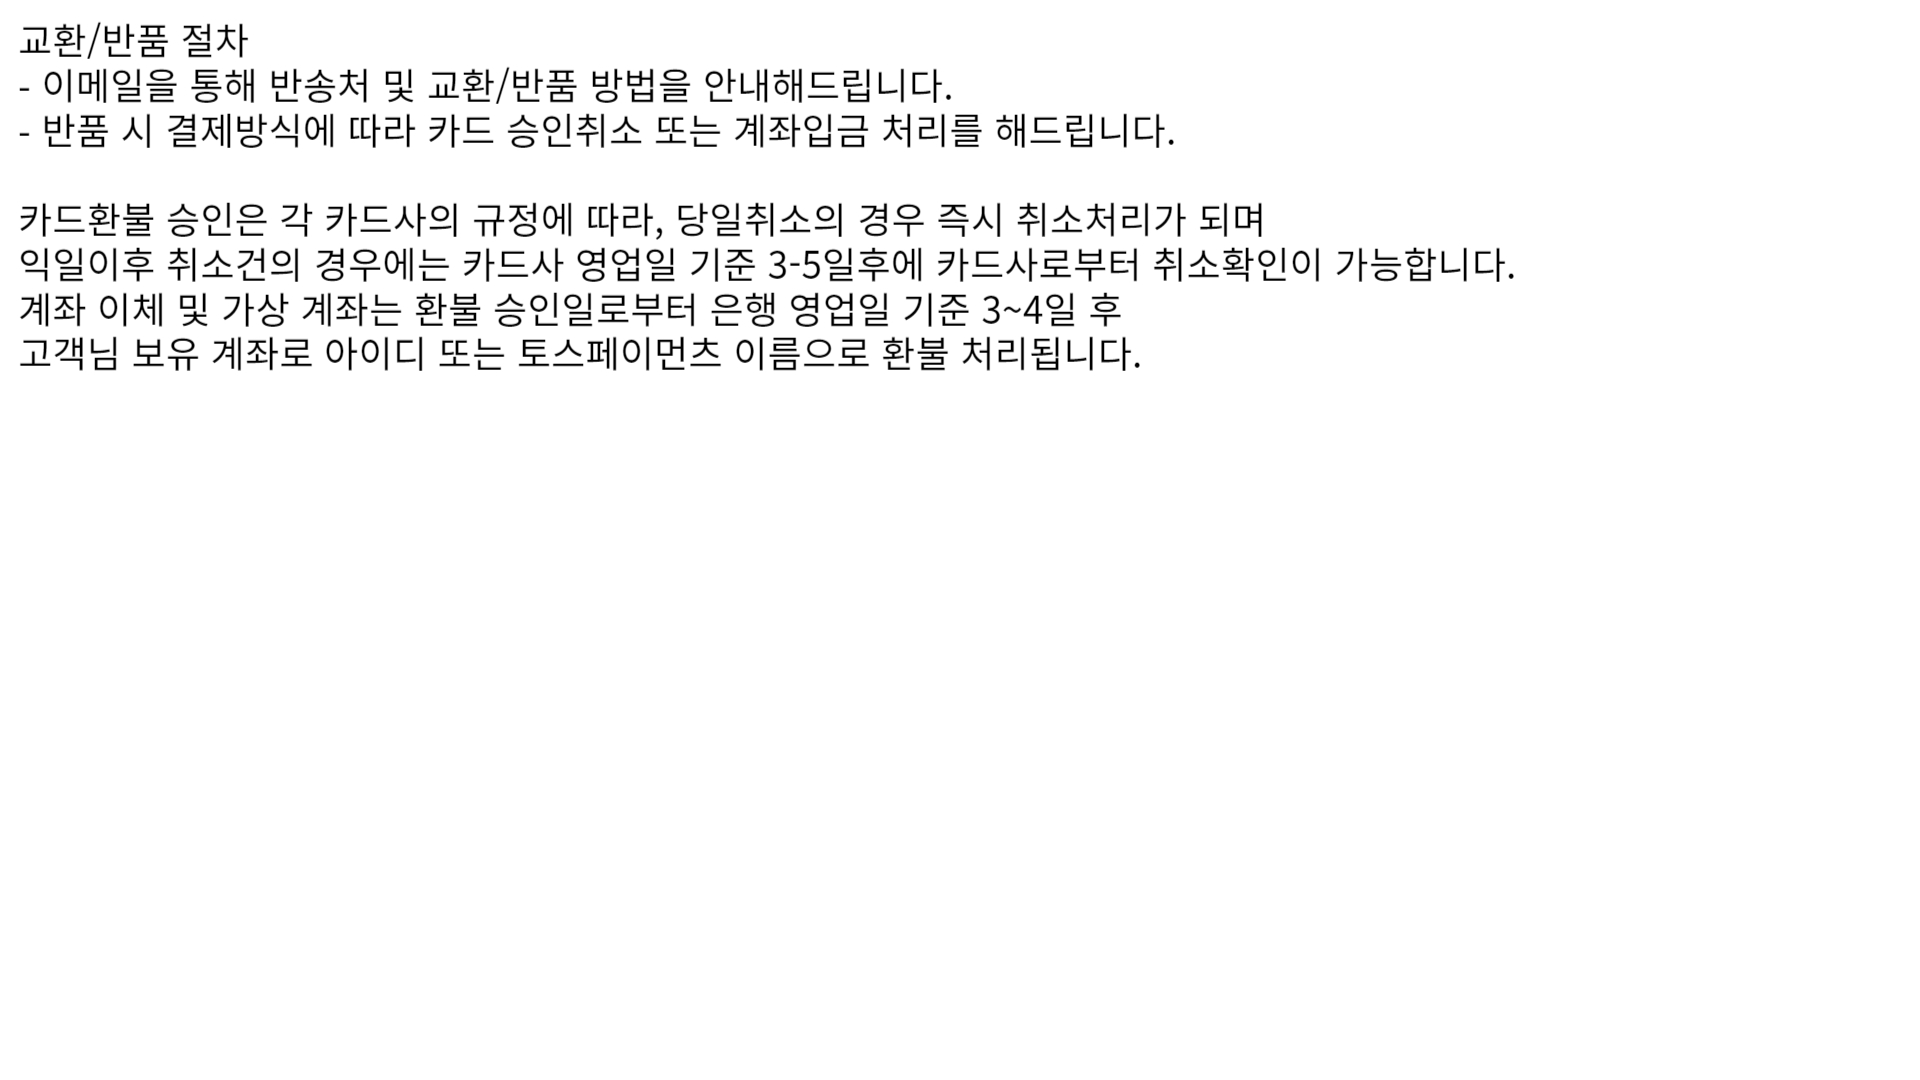 교환/반품 절차
- 이메일을 통해 반송처 및 교환/반품 방법을 안내해드립니다.
- 반품 시 결제방식에 따라 카드 승인취소 또는 계좌입금 처리를 해드립니다.
카드환불 승인은 각 카드사의 규정에 따라, 당일취소의 경우 즉시 취소처리가 되며
익일이후 취소건의 경우에는 카드사 영업일 기준 3-5일후에 카드사로부터 취소확인이 가능합니다.
계좌 이체 및 가상 계좌는 환불 승인일로부터 은행 영업일 기준 3~4일 후
고객님 보유 계좌로 아이디 또는 토스페이먼츠 이름으로 환불 처리됩니다.